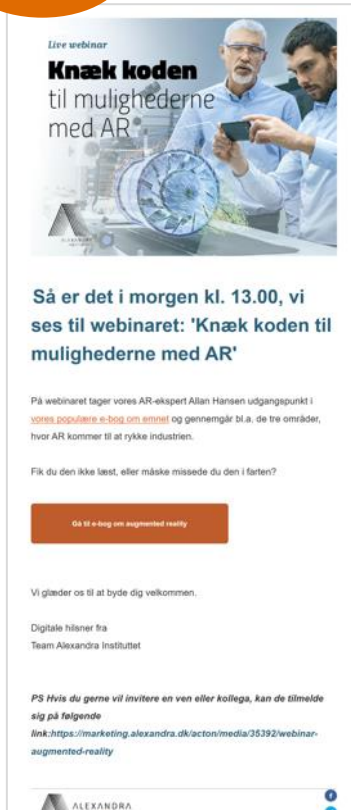 Live webinar
Knæk koden
til mulighederne
med AR
ALEXANDRA
Så er det i morgen kl. 13.00, vi
ses til webinaret: 'Knæk koden til
mulighederne med AR'
På webinaret tager vores AR-ekspert Allan Hansen udgangspunkt i
vores populære e-bog om emnet og gennemgår bl.a. de tre områder,
hvor AR kommer til at rykke industrien.
Fik du den ikke læst, eller måske missede du den i farten?
Gå til e-bog om augmented reality
Vi glæder os til at byde dig velkommen.
Digitale hilsner fra
Team Alexandra Instituttet
PS Hvis du gerne vil invitere en ven eller kollega, kan de tilmelde
sig på følgende
link:https://marketing.alexandra.dk/acton/media/35392/webinar-
augmented-reality
ALEXANDRA